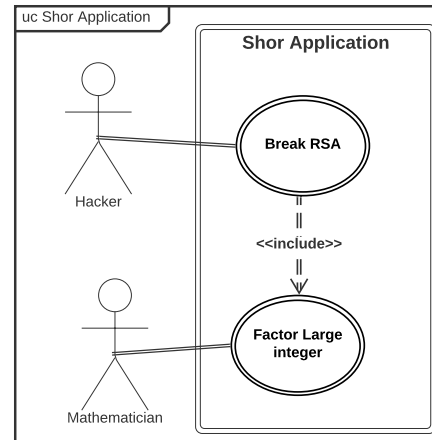 uc Shor Application
Shor Application
Break RSA
Hacker
<<include>>
Factor Large
integer
Mathematician